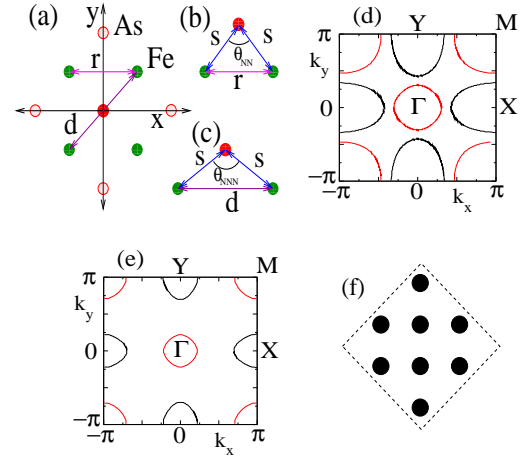 (a) y As
r Fe
d x
(b) s s
θNN
r
(c) s s
θNNN
d
(d) Y M
π
ky
0 Γ X
−π
−π 0 kx π
(e) Y M
π
ky
0 Γ X
−π
−π 0 kx π
(f)